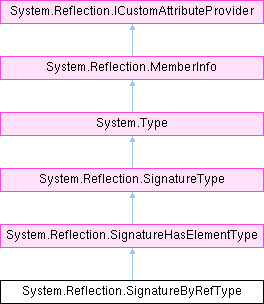 System.Reflection.ICustomAttributeProvider
System.Reflection.MemberInfo
System.Type
System.Reflection.SignatureType
System.Reflection.SignatureHasElementType
System.Reflection.SignatureByRefType